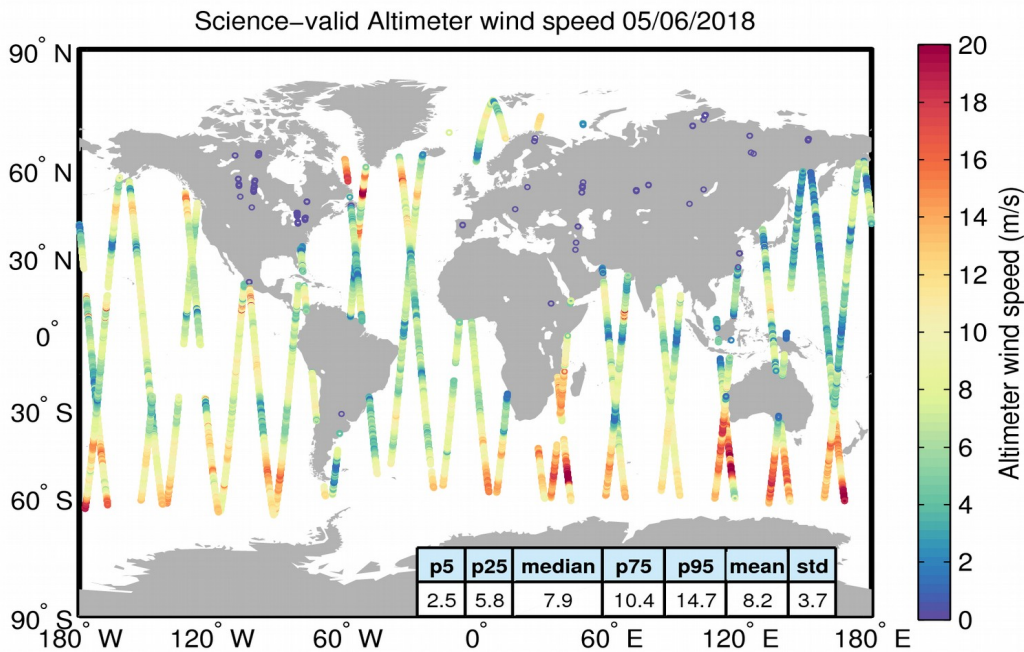 Science-valid Altimeter wind speed 05/06/2018
90° N
60° N
30° N
0°
30° S
60° S
90° S
180° W
120° W
60° W
0°
60° E
120° E
180° E
p5 p25 median p75 p95 mean std
2.5 5.8 7.9 10.4 14.7 8.2 3.7
20
18
16
14
12
10
8
6
4
2
0
Altimeter wind speed (m/s)